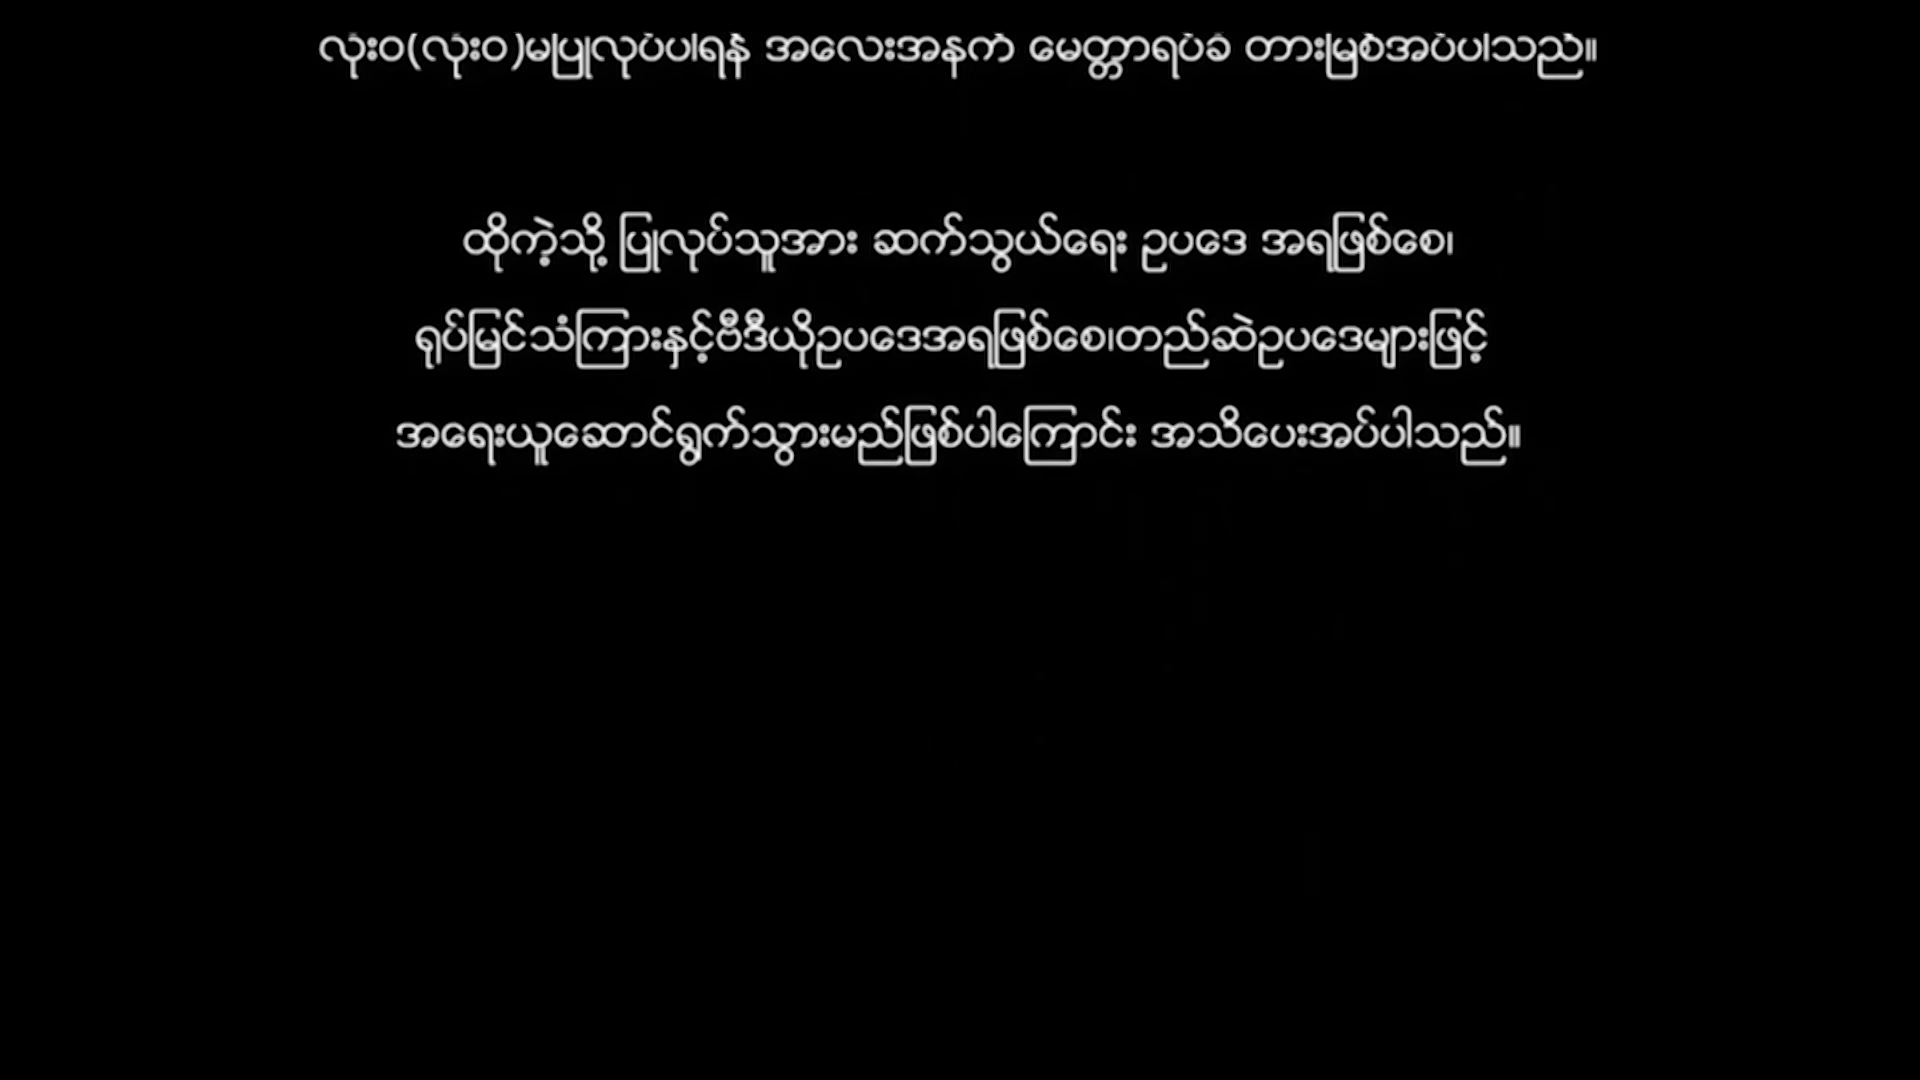 လုံးဝ(လုံးဝ)မပြုလုပ်ပါရန် အလေးအနက် မေတ္တာရပ်ခံ တားမြစ်အပ်ပါသည်။
ထိုကဲ့သို့ ပြုလုပ်သူအား ဆက်သွယ်ရေး ဥပဒေ အရဖြစ်စေ၊
ရုပ်မြင်သံကြားနှင့်ဗီဒီယိုဥပဒေအရဖြစ်စေ၊တည်ဆဲဥပဒေများဖြင့်
အရေးယူဆောင်ရွက်သွားမည်ဖြစ်ပါကြောင်း အသိပေးအပ်ပါသည်။